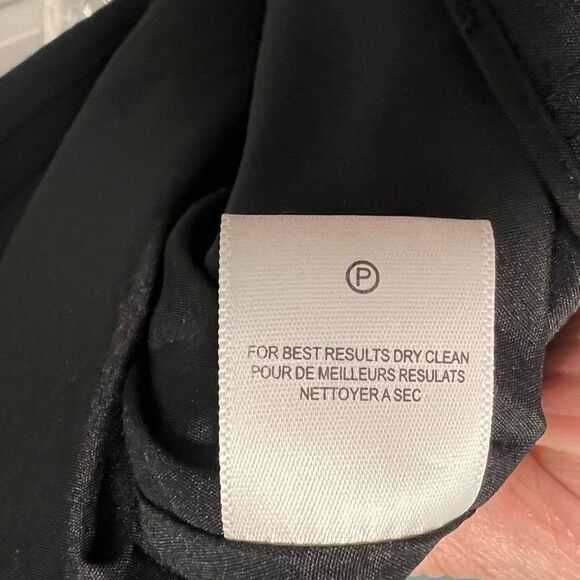 P
FOR BEST RESULTS DRY CLEAN
POUR DE MEILLEURS RESULATS
NETTOYER A SEC